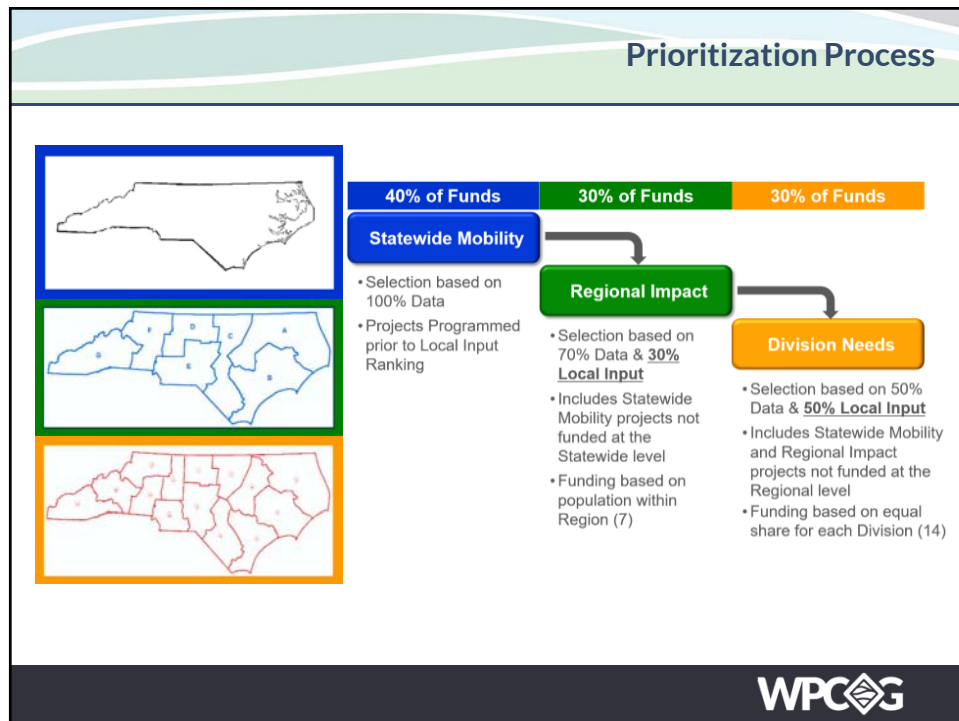 Prioritization Process
40% of Funds
30% of Funds
30% of Funds
Statewide Mobility
• Selection based on
100% Data
• Projects Programmed
prior to Local Input
Ranking
Regional Impact
• Selection based on
70% Data & 30%
Local Input
• Includes Statewide
Mobility projects not
funded at the
Statewide level
• Funding based on
population within
Region (7)
Division Needs
• Selection based on 50%
Data & 50% Local Input
• Includes Statewide Mobility
and Regional Impact
projects not funded at the
Regional level
• Funding based on equal
share for each Division (14)
F
D
C
A
G
E
B
WPCOG